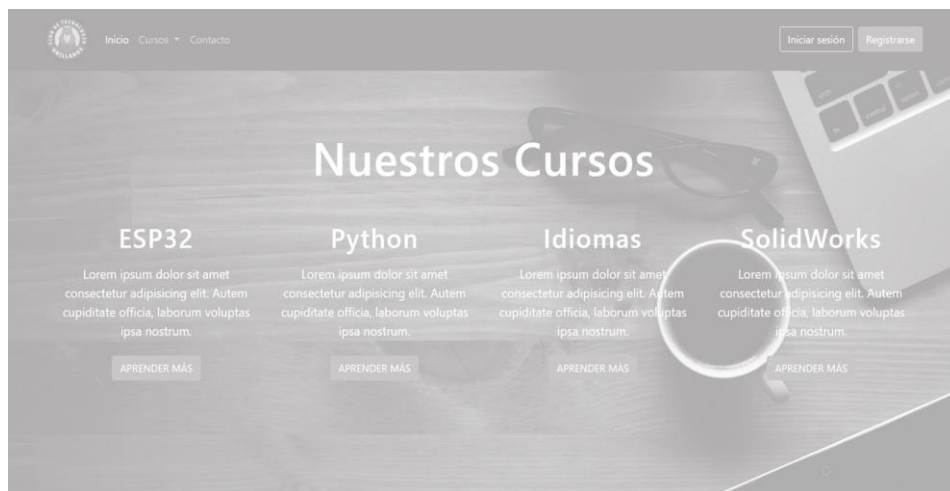 Inicio Cursos Contacto
Iniciar sesión Registrarse
Nuestros Cursos
ESP32
Lorem ipsum dolor sit amet
consectetur adipisicing elit. Autem
cupiditate officia, laborum voluptas
ipsa nostrum.
APRENDER MÁS
Python
Lorem ipsum dolor sit amet
consectetur adipisicing elit. Autem
cupiditate officia, laborum voluptas
ipsa nostrum.
APRENDER MÁS
Idiomas
Lorem ipsum dolor sit amet
consectetur adipisicing elit. Autem
cupiditate officia, laborum voluptas
ipsa nostrum.
APRENDER MÁS
SolidWorks
Lorem ipsum dolor sit amet
consectetur adipisicing elit. Autem
cupiditate officia, laborum voluptas
ipsa nostrum.
APRENDER MÁS